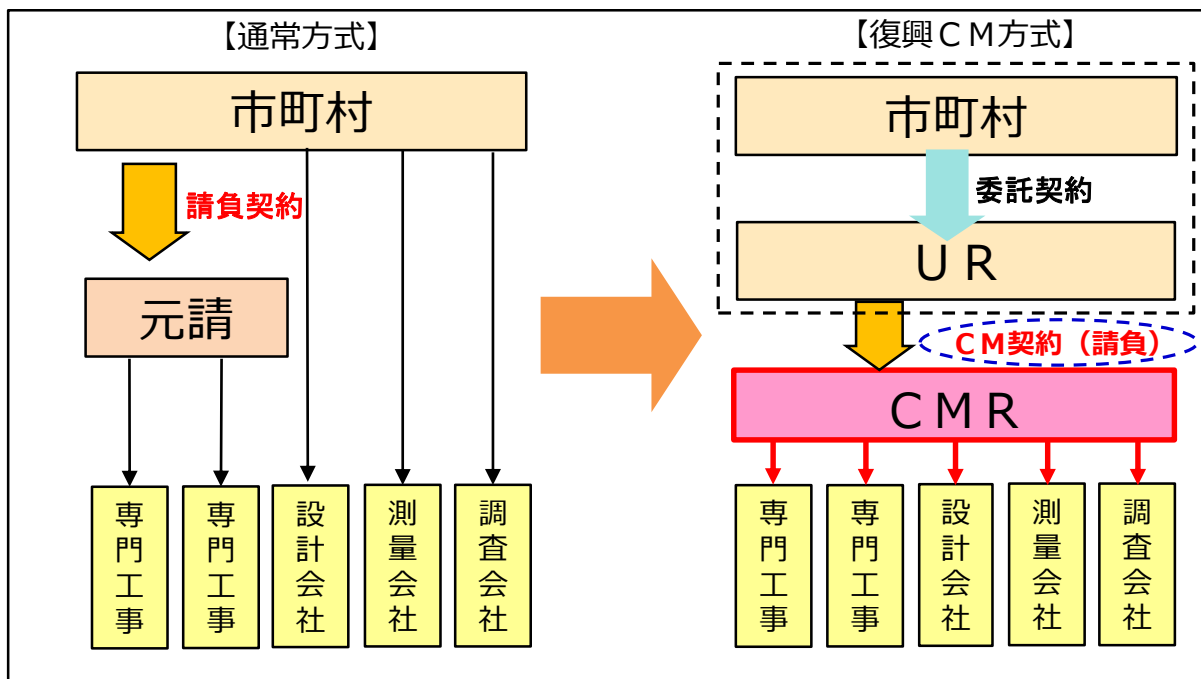 【通常方式】
市町村
請負契約
元請
専門工事
専門工事
設計会社
測量会社
調査会社
【復興ＣＭ方式】
市町村
委託契約
ＵＲ
ＣＭ契約（請負）
ＣＭＲ
専門工事
専門工事
設計会社
測量会社
調査会社